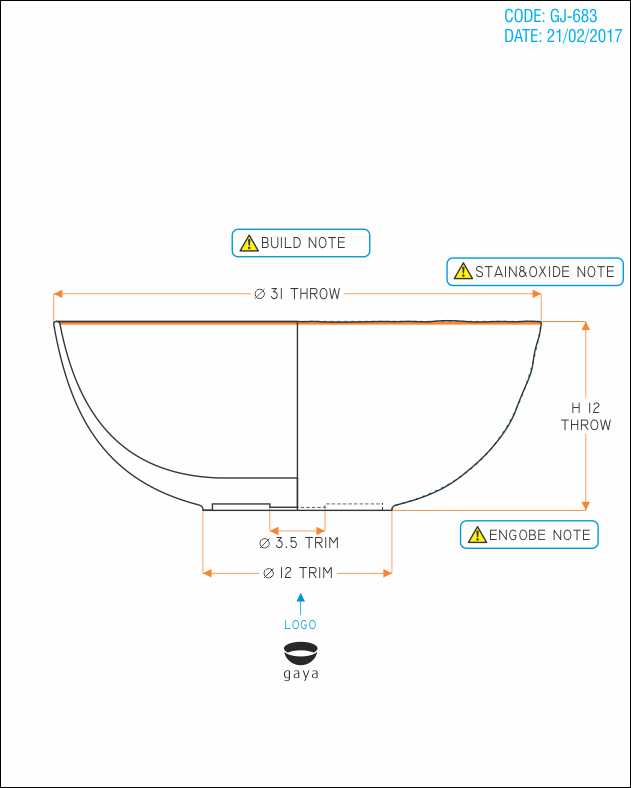 CODE: GJ-683
DATE: 21/02/2017
BUILD NOTE
STAIN&OXIDE NOTE
Ø 31 THROW
H 12
THROW
ENGOBE NOTE
Ø 3.5 TRIM
Ø 12 TRIM
LOGO
gaya